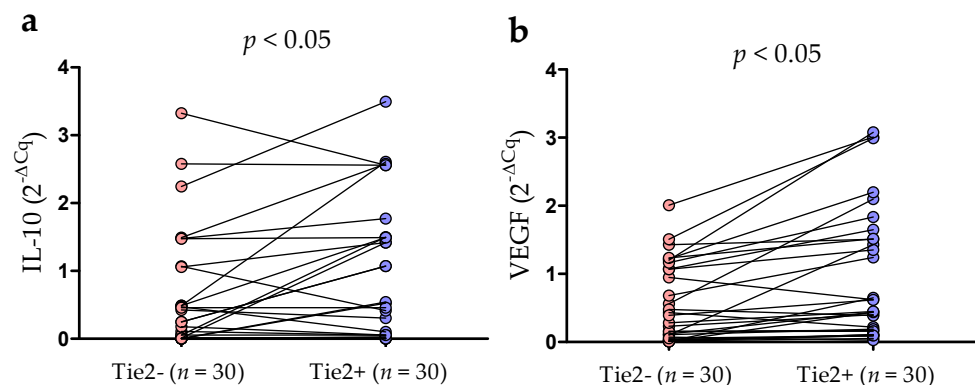 a
p < 0.05
IL-10 (2^-ΔCq)
4
3
2
1
0
Tie2- (n = 30)
Tie2+ (n = 30)
b
p < 0.05
VEGF (2^-ΔCq)
4
3
2
1
0
Tie2- (n = 30)
Tie2+ (n = 30)